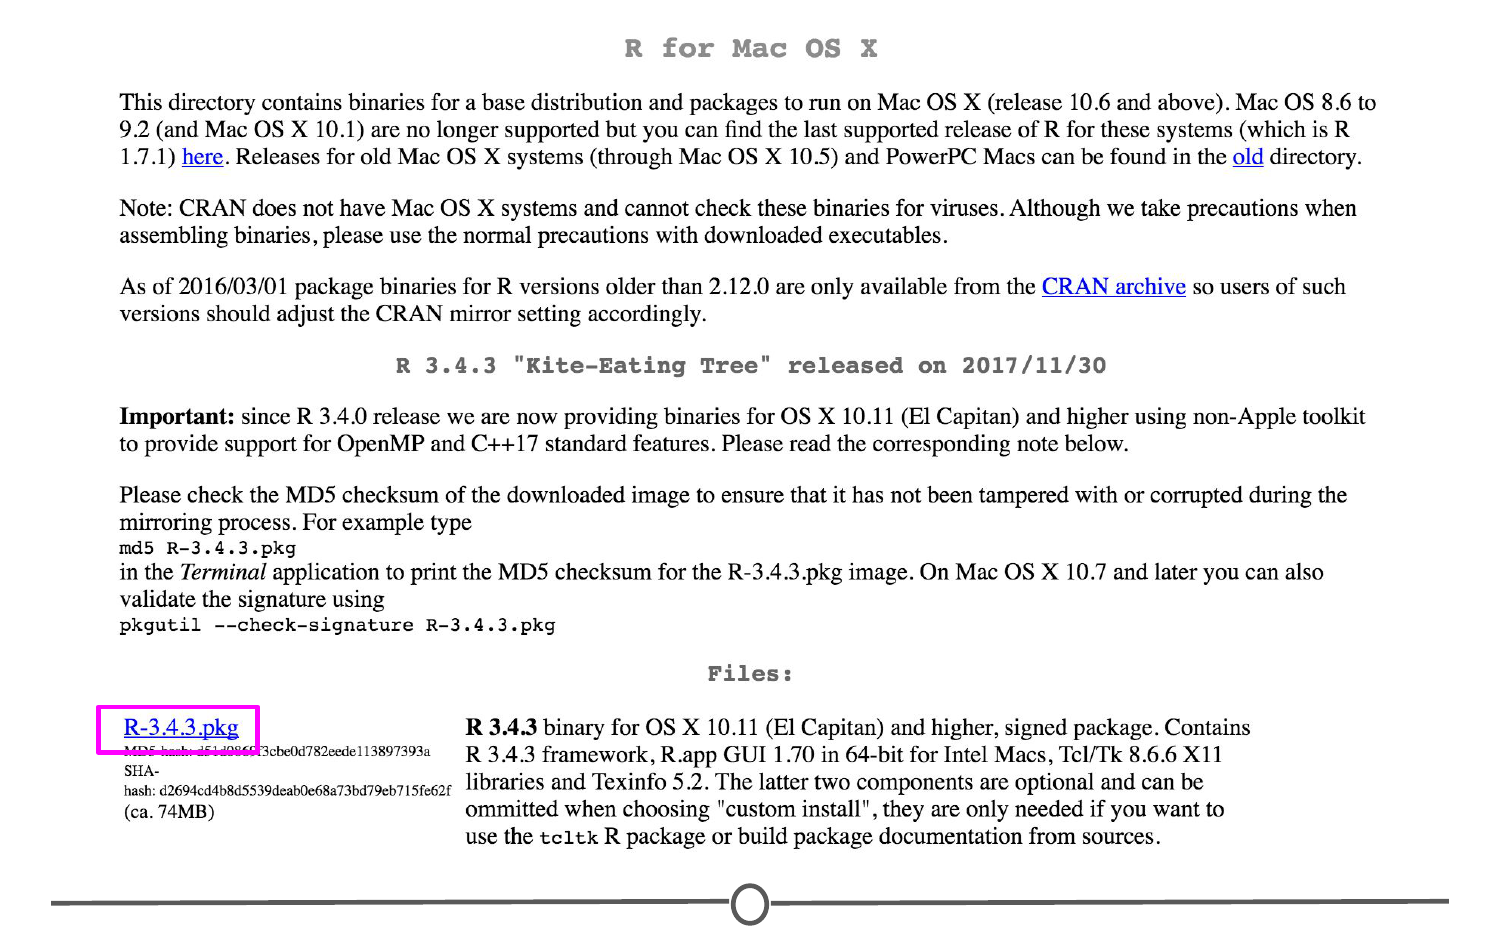 R for Mac OS X
This directory contains binaries for a base distribution and packages to run on Mac OS X (release 10.6 and above). Mac OS 8.6 to
9.2 (and Mac OS X 10.1) are no longer supported but you can find the last supported release of R for these systems (which is R
1.7.1) here. Releases for old Mac OS X systems (through Mac OS X 10.5) and PowerPC Macs can be found in the old directory.
Note: CRAN does not have Mac OS X systems and cannot check these binaries for viruses. Although we take precautions when
assembling binaries, please use the normal precautions with downloaded executables.
As of 2016/03/01 package binaries for R versions older than 2.12.0 are only available from the CRAN archive so users of such
versions should adjust the CRAN mirror setting accordingly.
R 3.4.3 "Kite-Eating Tree" released on 2017/11/30
Important: since R 3.4.0 release we are now providing binaries for OS X 10.11 (El Capitan) and higher using non-Apple toolkit
to provide support for OpenMP and C++17 standard features. Please read the corresponding note below.
Please check the MD5 checksum of the downloaded image to ensure that it has not been tampered with or corrupted during the
mirroring process. For example type
md5 R-3.4.3.pkg
in the Terminal application to print the MD5 checksum for the R-3.4.3.pkg image. On Mac OS X 10.7 and later you can also
validate the signature using
pkgutil --check-signature R-3.4.3.pkg
Files:
R-3.4.3.pkg
MD5-hash:
SHA-
hash: d2694cd4b8d5539deab0e68a73bd79eb715fe62f
(ca. 74MB)
R 3.4.3 binary for OS X 10.11 (El Capitan) and higher, signed package. Contains
R 3.4.3 framework, R.app GUI 1.70 in 64-bit for Intel Macs, Tcl/Tk 8.6.6 X11
libraries and Texinfo 5.2. The latter two components are optional and can be
ommitted when choosing "custom install", they are only needed if you want to
use the tcltk R package or build package documentation from sources.